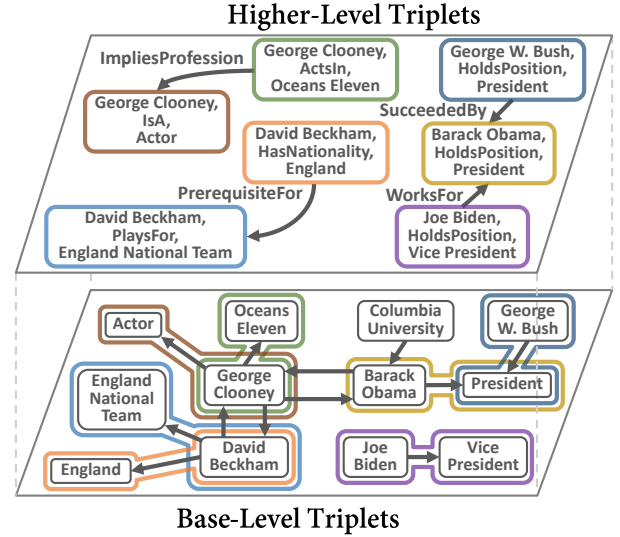 Higher-Level Triplets
ImpliesProfession
George Clooney,
ActsIn,
Oceans Eleven
George W. Bush,
HoldsPosition,
President
George Clooney,
IsA,
Actor
SucceededBy
David Beckham,
HasNationality,
England
Barack Obama,
HoldsPosition,
President
PrerequisiteFor
WorksFor
David Beckham,
PlaysFor,
England National Team
Joe Biden,
HoldsPosition,
Vice President
Actor
Oceans
Eleven
Columbia
University
George
W. Bush
England
National
Team
George
Clooney
Barack
Obama
President
England
David
Beckham
Joe
Biden
Vice
President
Base-Level Triplets